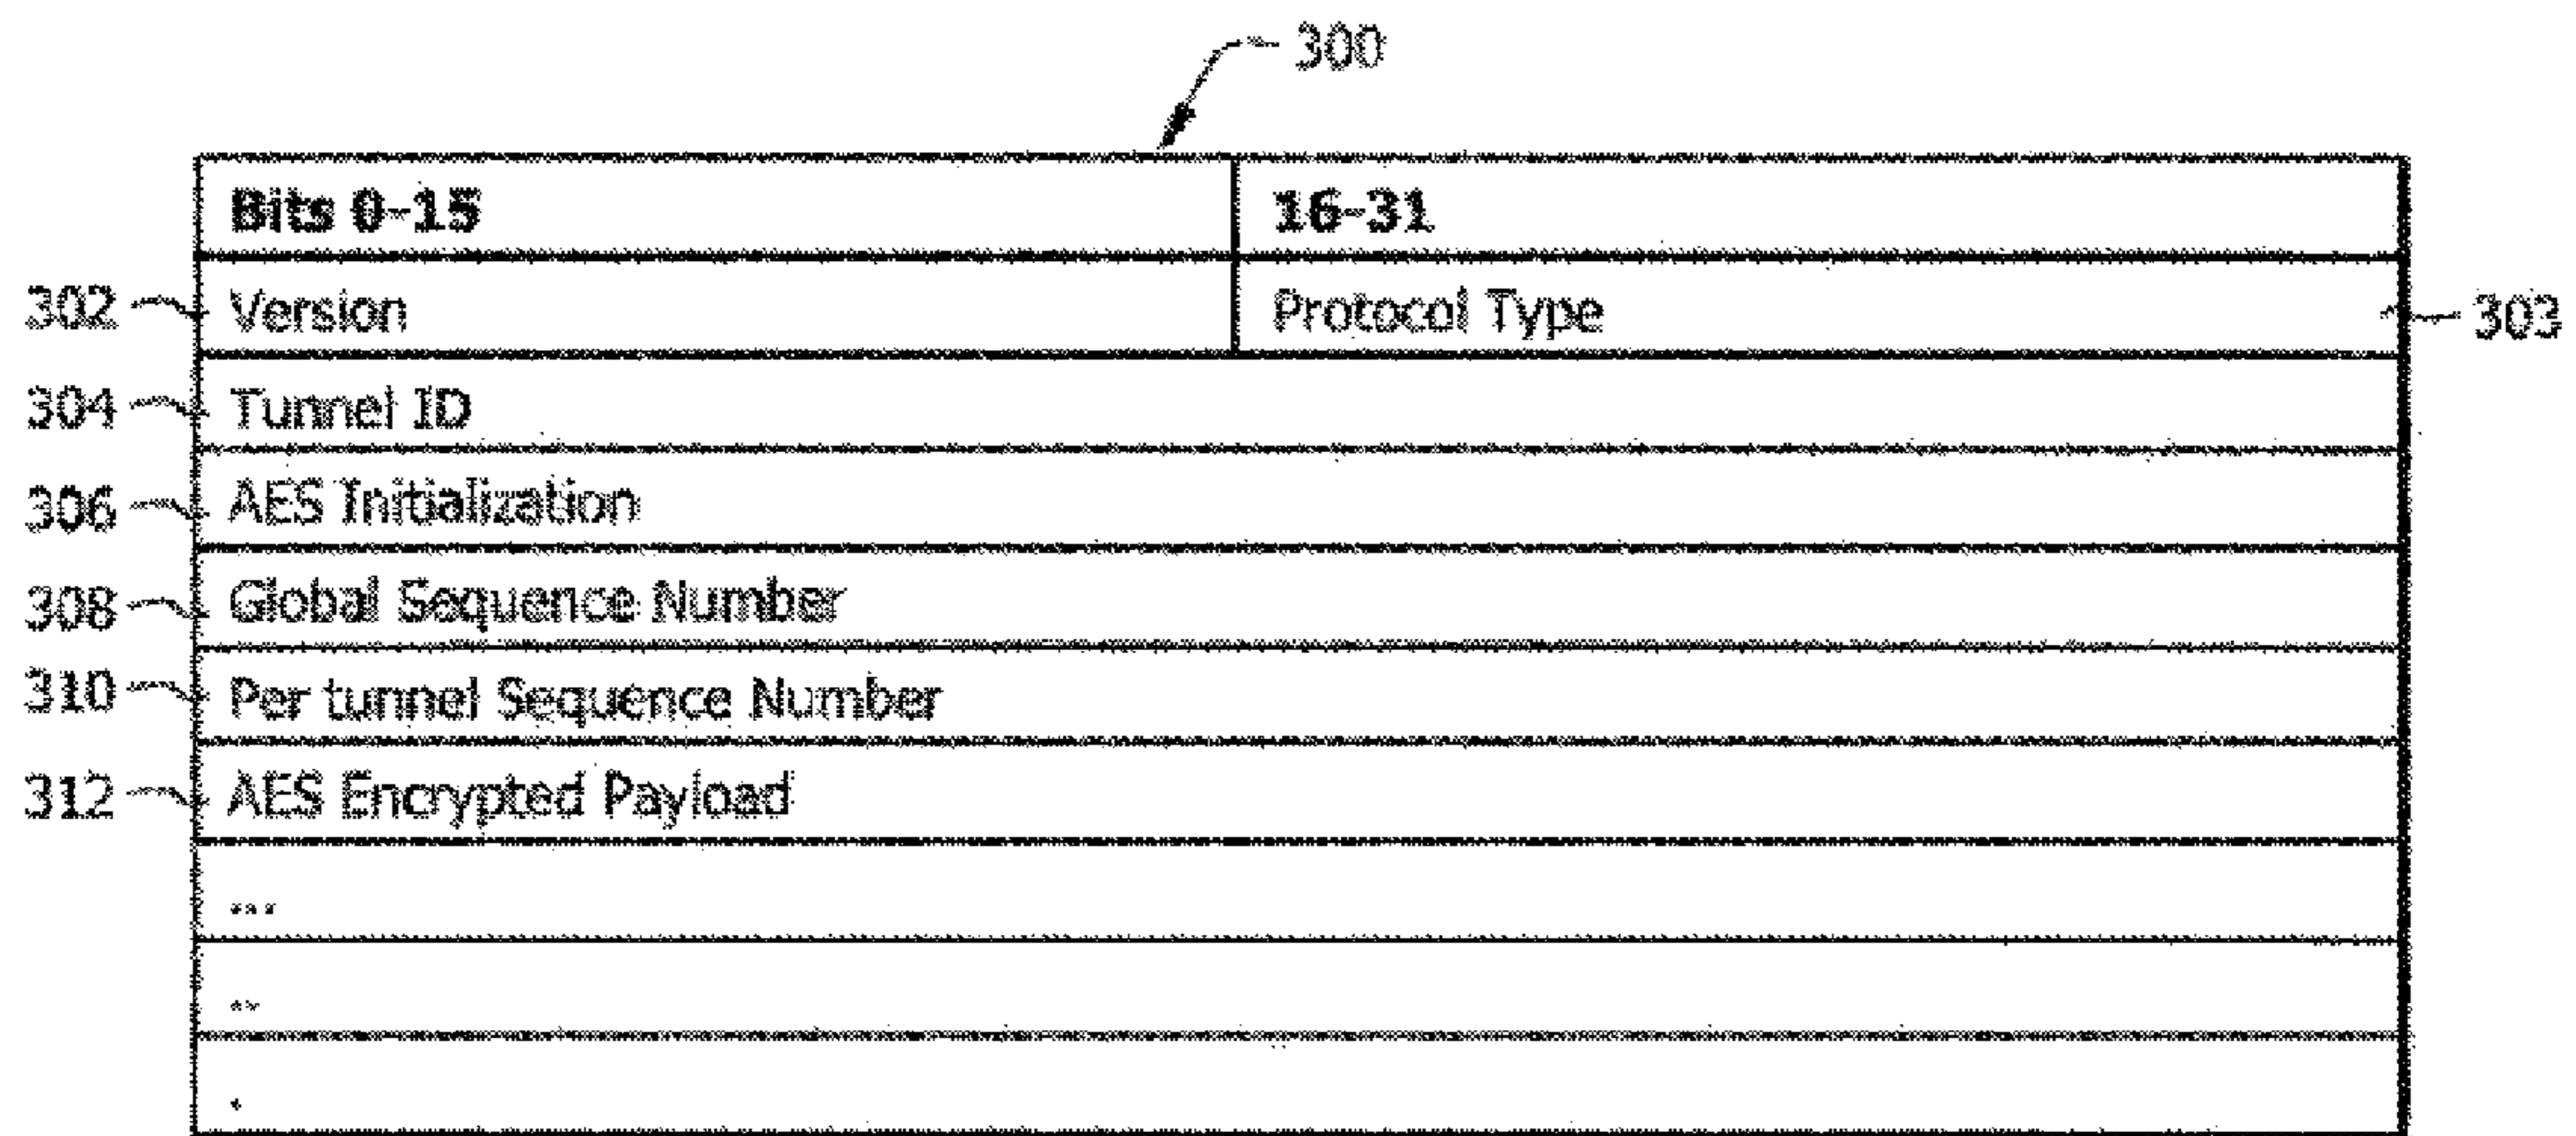 300
Bits 0-15 16-31
302 Version Protocol Type 303
304 Tunnel ID
306 AES Initialization
308 Global Sequence Number
310 Per tunnel Sequence Number
312 AES Encrypted Payload
...
..
.